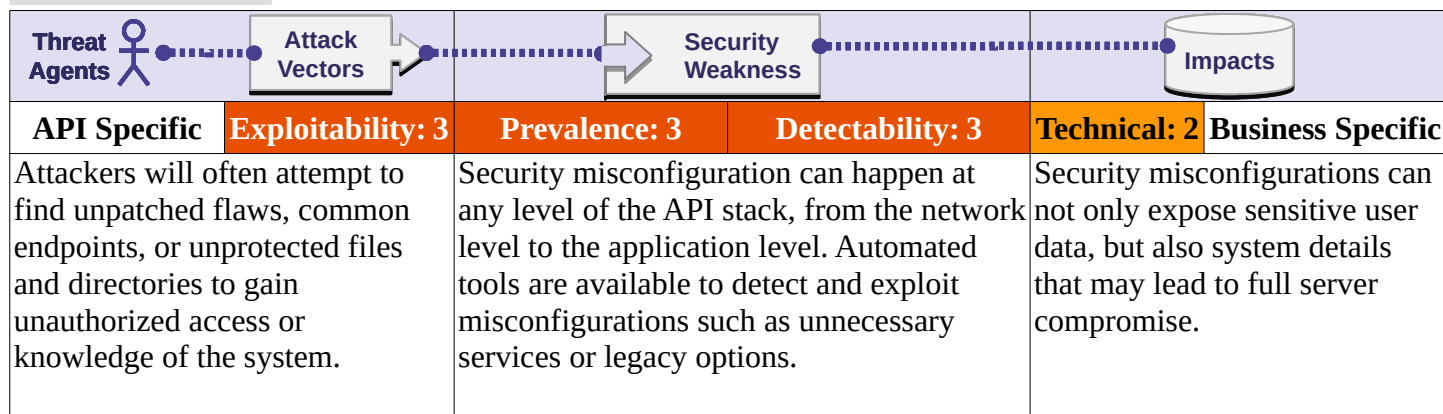 Threat
Agents
Attack
Vectors
Security
Weakness
Impacts
API Specific
Exploitability: 3
Prevalence: 3
Detectability: 3
Technical: 2
Business Specific
Attackers will often attempt to
find unpatched flaws, common
endpoints, or unprotected files
and directories to gain
unauthorized access or
knowledge of the system.
Security misconfiguration can happen at
any level of the API stack, from the network
level to the application level. Automated
tools are available to detect and exploit
misconfigurations such as unnecessary
services or legacy options.
Security misconfigurations can
not only expose sensitive user
data, but also system details
that may lead to full server
compromise.